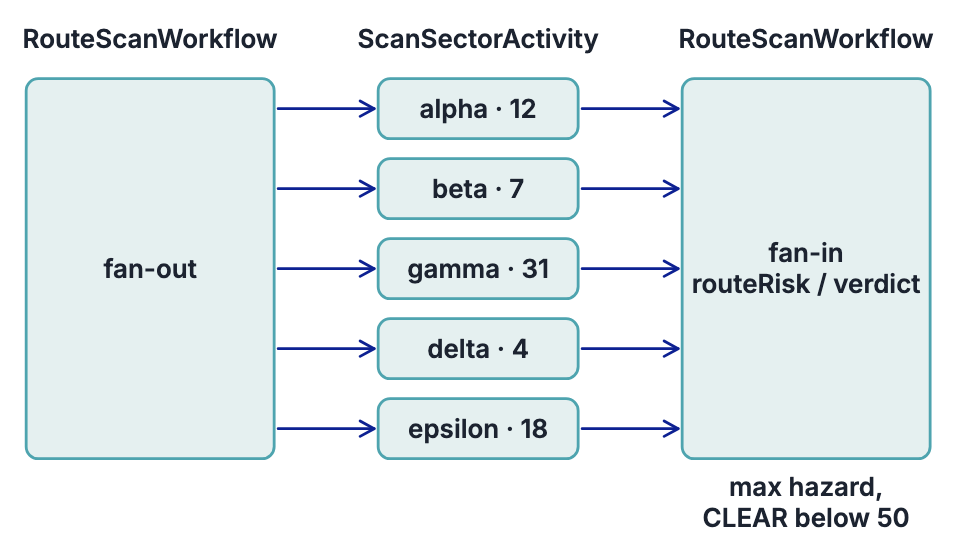 RouteScanWorkflow
ScanSectorActivity
RouteScanWorkflow
fan-out
alpha · 12
beta · 7
gamma · 31
delta · 4
epsilon · 18
fan-in
routeRisk / verdict
max hazard,
CLEAR below 50